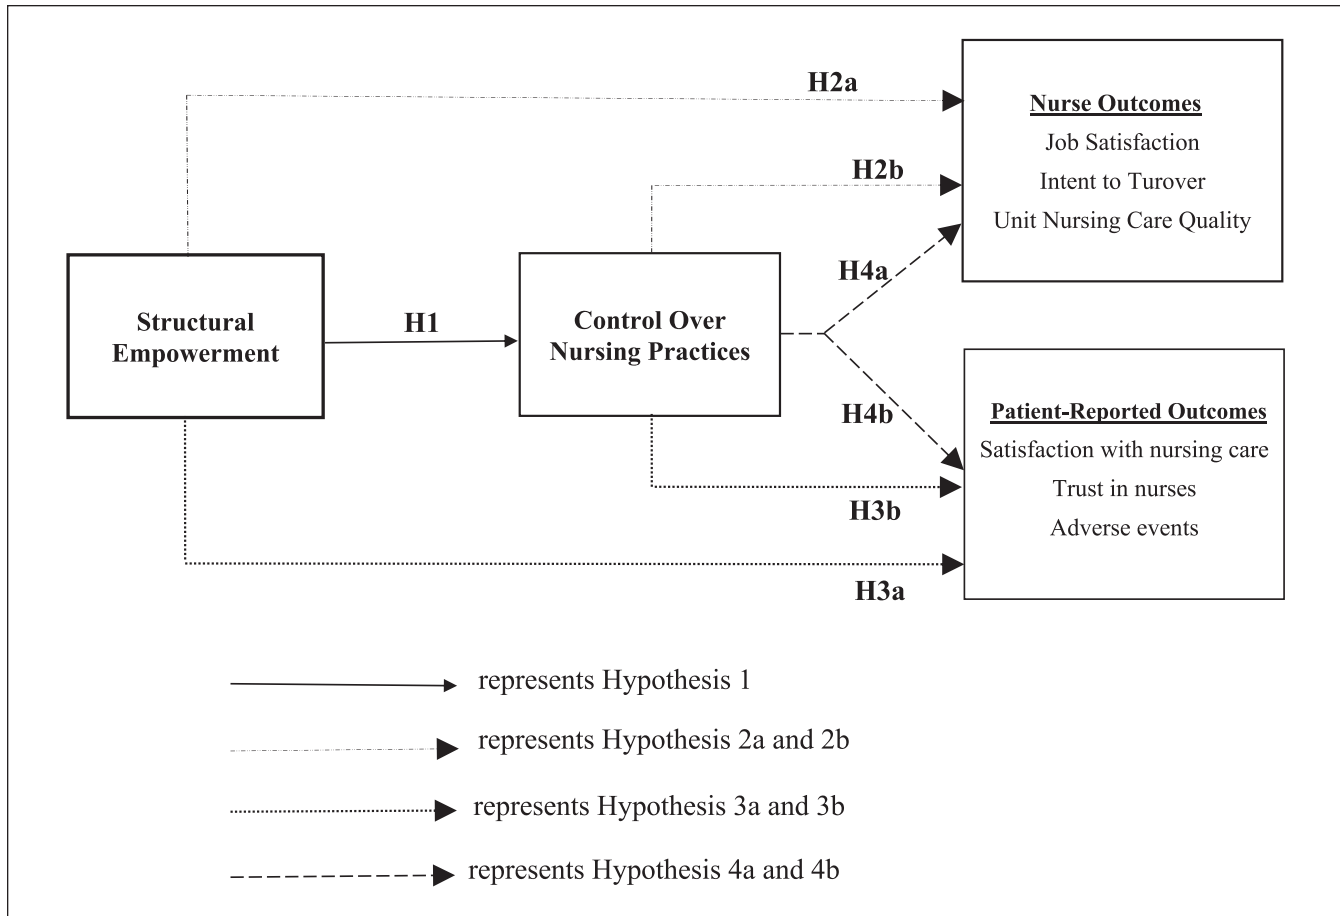 H2a
Nurse Outcomes
Job Satisfaction
Intent to Turover
Unit Nursing Care Quality
H2b
H4a
Structural
Empowerment
H1
Control Over
Nursing Practices
H4b
Patient-Reported Outcomes
Satisfaction with nursing care
Trust in nurses
Adverse events
H3b
H3a
represents Hypothesis 1
represents Hypothesis 2a and 2b
represents Hypothesis 3a and 3b
represents Hypothesis 4a and 4b